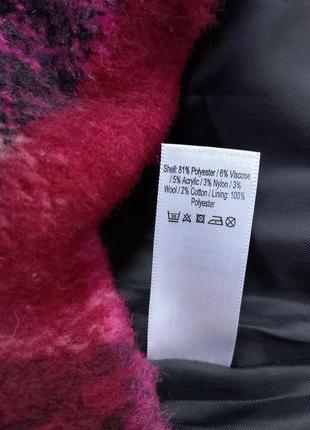 Shell: 81% Polyester / 6% Viscose
/ 5% Acrylic / 3% Nylon / 3%
Wool / 2% Cotton / Lining: 100%
Polyester